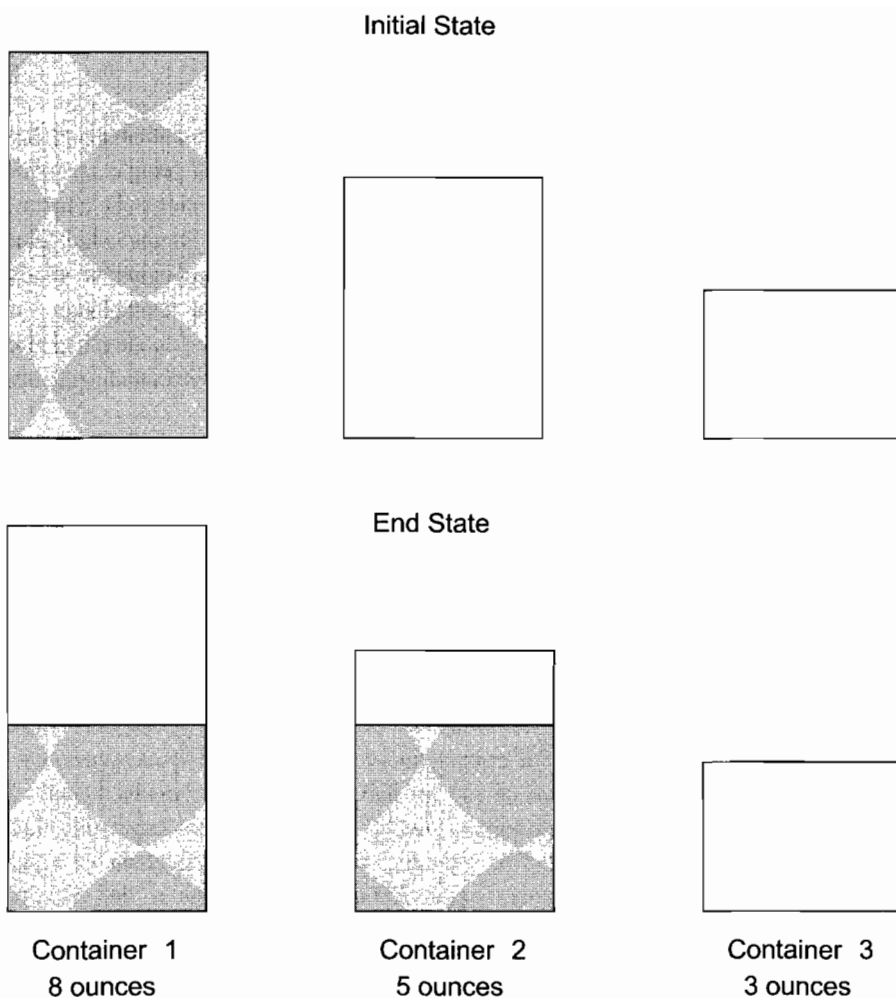 Initial State
End State
Container 1
8 ounces
Container 2
5 ounces
Container 3
3 ounces